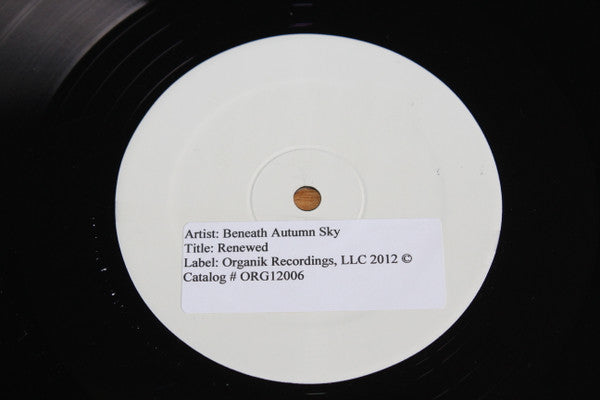 Artist: Beneath Autumn Sky
Title: Renewed
Label: Organik Recordings, LLC 2012 ©
Catalog # ORG12006